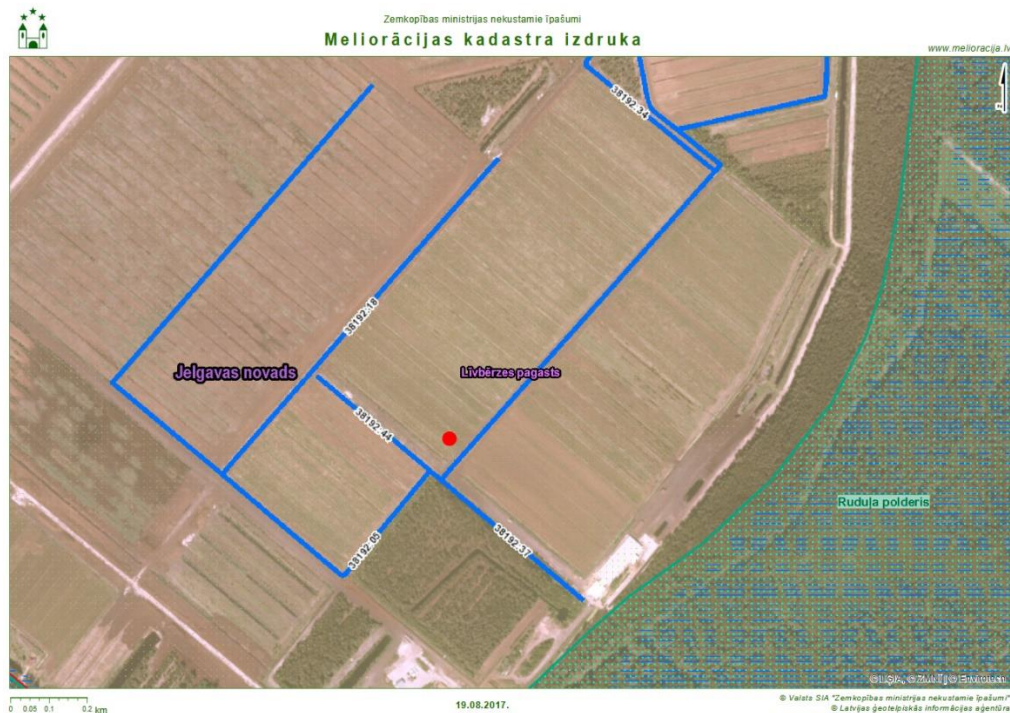 Zemkopības ministrijas nekustamie īpašumi
Meliorācijas kadastra izdruka
www.melioracija.lv
38192:34
38192:18
Jelgavas novads
Līvbērzes pagasts
38192:44
38192:05
38192:37
Ruduļa polderis
0 0.05 0.1 0.2 km
19.08.2017.
© Valsts SIA "Zemkopības ministrijas nekustamie īpašumi"
© Latvijas ģeotelpiskās informācijas aģentūra